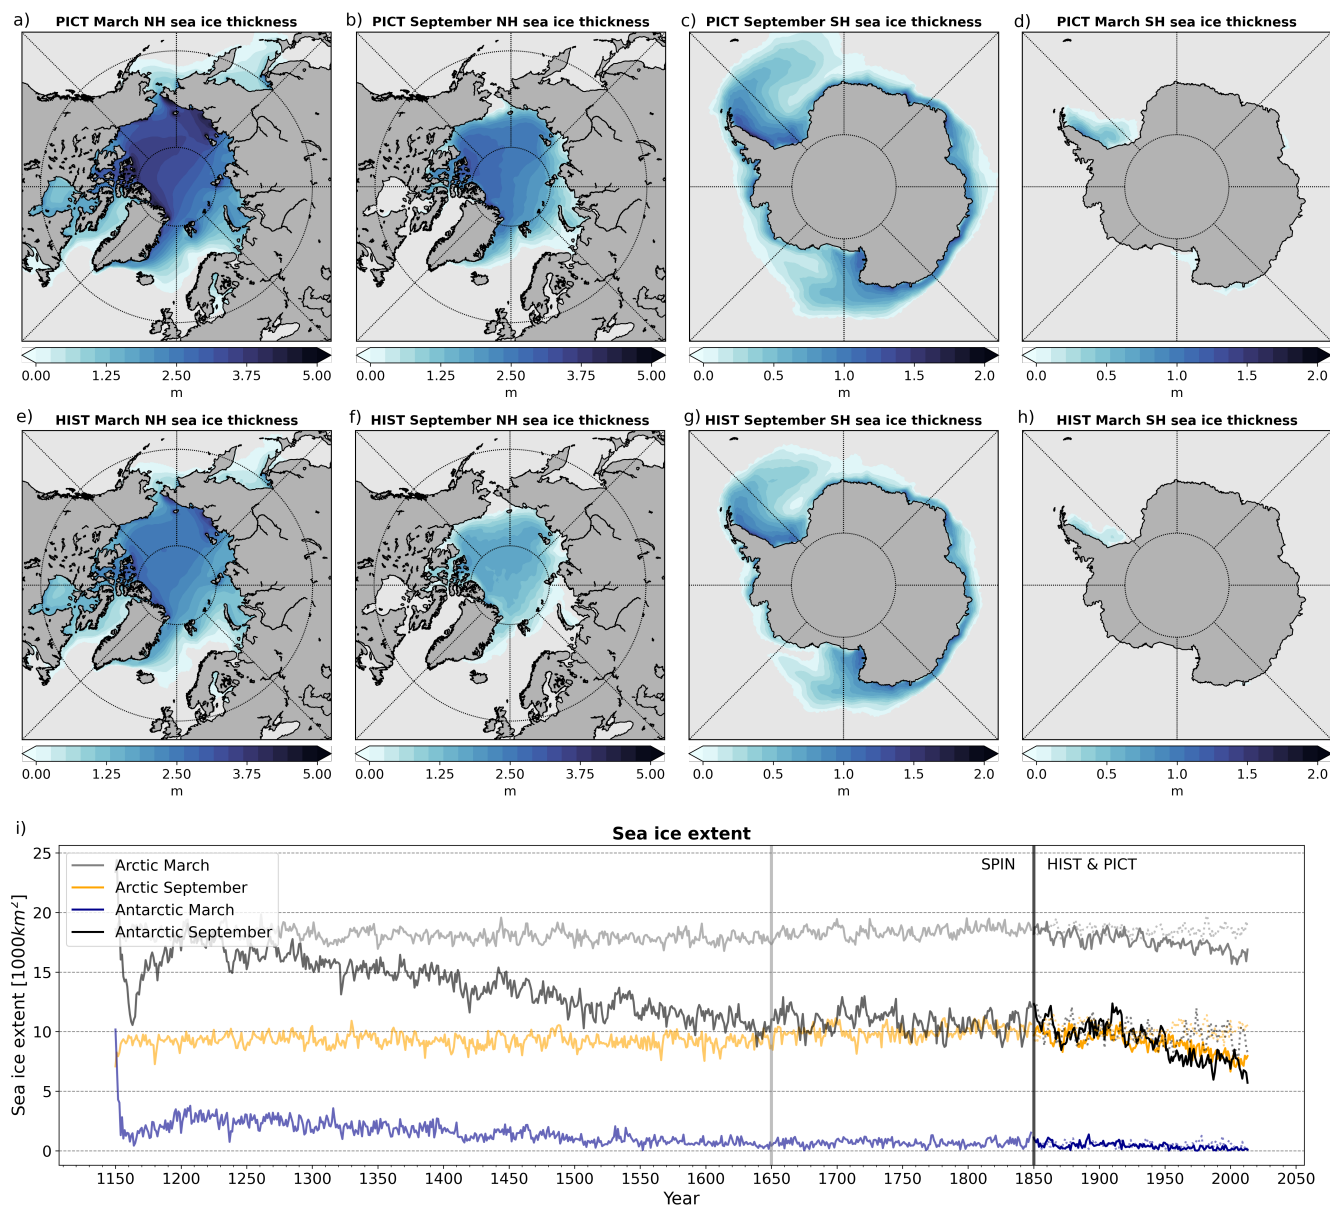 a) PICT March NH sea ice thickness
b) PICT September NH sea ice thickness
c) PICT September SH sea ice thickness
d) PICT March SH sea ice thickness
0.00 1.25 2.50 3.75 5.00
m
0.00 1.25 2.50 3.75 5.00
m
0.0 0.5 1.0 1.5 2.0
m
0.0 0.5 1.0 1.5 2.0
m
e) HIST March NH sea ice thickness
f) HIST September NH sea ice thickness
g) HIST September SH sea ice thickness
h) HIST March SH sea ice thickness
0.00 1.25 2.50 3.75 5.00
m
0.00 1.25 2.50 3.75 5.00
m
0.0 0.5 1.0 1.5 2.0
m
0.0 0.5 1.0 1.5 2.0
m
i)
Sea ice extent
Arctic March
Arctic September
Antarctic March
Antarctic September
SPIN
HIST & PICT
Sea ice extent [1000km²]
25
20
15
10
5
0
1150 1200 1250 1300 1350 1400 1450 1500 1550 1600 1650 1700 1750 1800 1850 1900 1950 2000 2050
Year